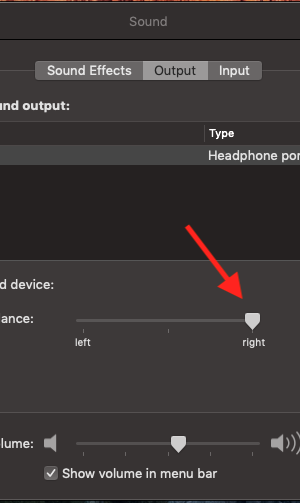 Sound
Sound Effects Output Input
und output:
Type
Headphone por
d device:
ance:
left right
lume:
Show volume in menu bar